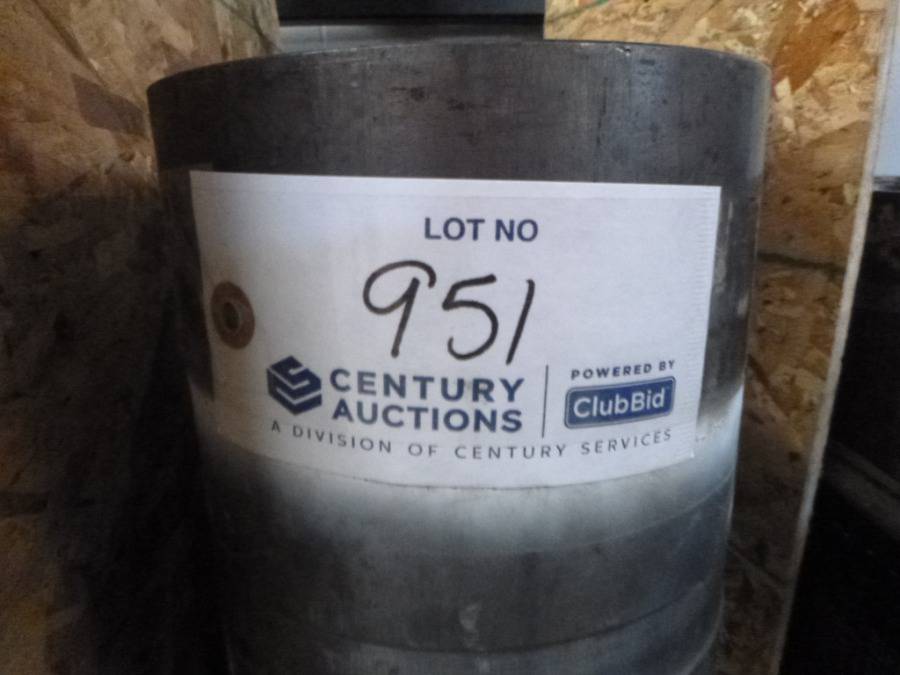 LOT NO
951
CENTURY
AUCTIONS
POWERED BY
ClubBid
A DIVISION OF CENTURY SERVICES